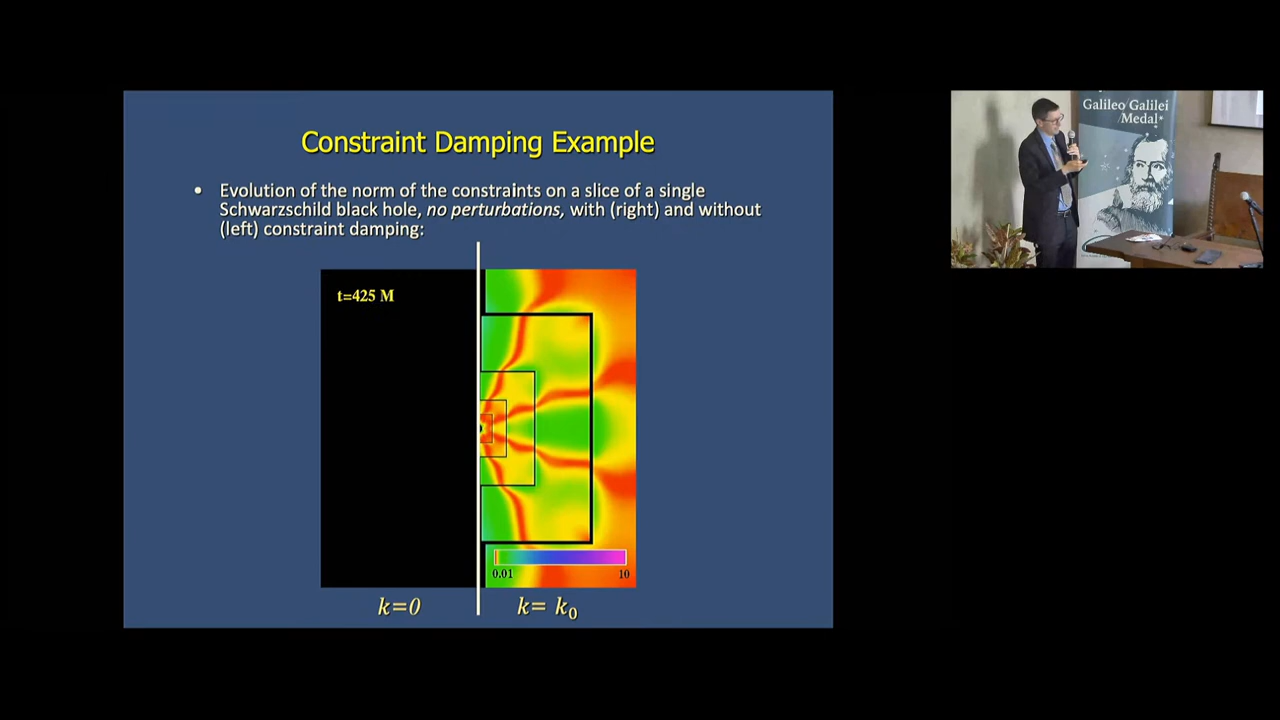 Constraint Damping Example
• Evolution of the norm of the constraints on a slice of a single
Schwarzschild black hole, no perturbations, with (right) and without
(left) constraint damping:
t=425 M
0.01 10
k=0 k= k₀
Galileo Galilei
Medal*